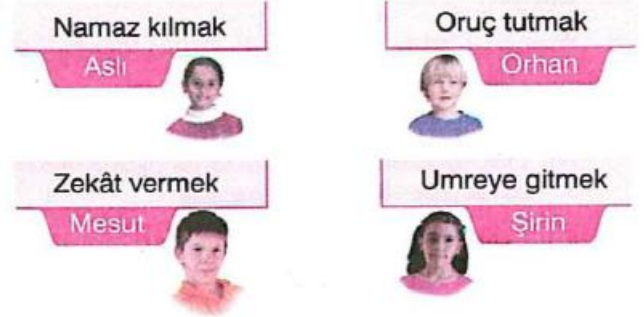 Namaz kılmak
Aslı
Oruç tutmak
Orhan
Zekât vermek
Mesut
Umreye gitmek
Şirin